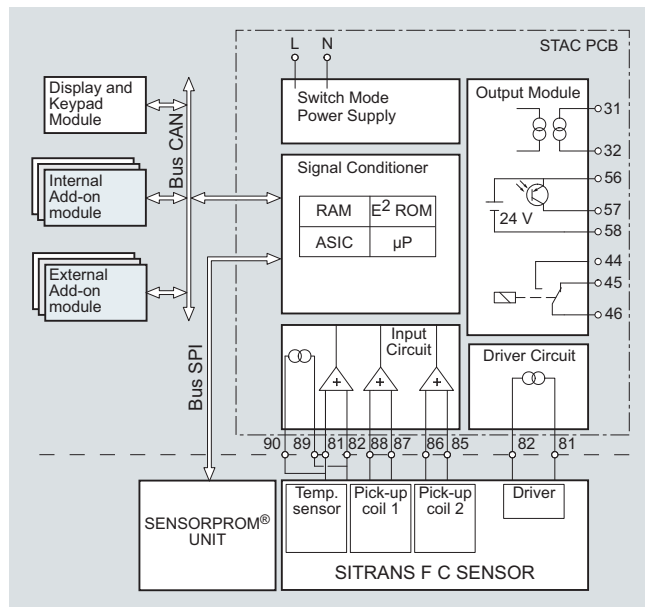 L N
STAC PCB
Display and
Keypad
Module
Switch Mode
Power Supply
Output Module
31
32
56
57
24 V
58
44
45
46
Bus CAN
Internal
Add-on
module
Signal Conditioner
RAM E2 ROM
ASIC µP
External
Add-on
module
Bus SPI
Input
Circuit
Driver Circuit
+ + +
90 89 81 82 88 87 86 85 82 81
SENSORPROM®
UNIT
Temp.
sensor
Pick-up
coil 1
Pick-up
coil 2
Driver
SITRANS F C SENSOR